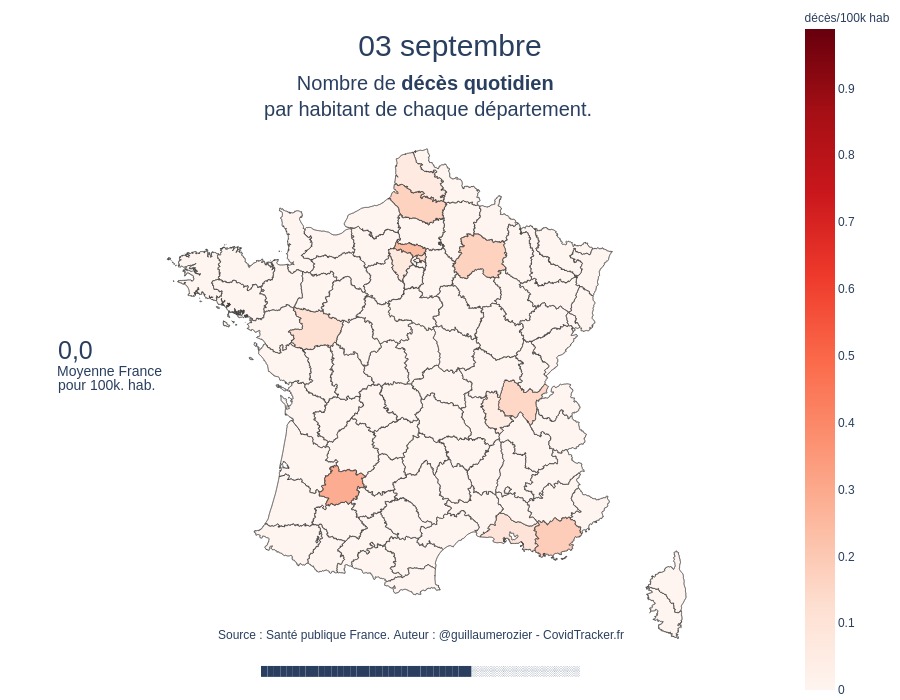 décès/100k hab
03 septembre
Nombre de décès quotidien
par habitant de chaque département.
0.9
0.8
0.7
0.6
0.5
0.4
0.3
0.2
0.1
0
0,0
Moyenne France
pour 100k. hab.
Source : Santé publique France. Auteur : @guillaumerozier - CovidTracker.fr